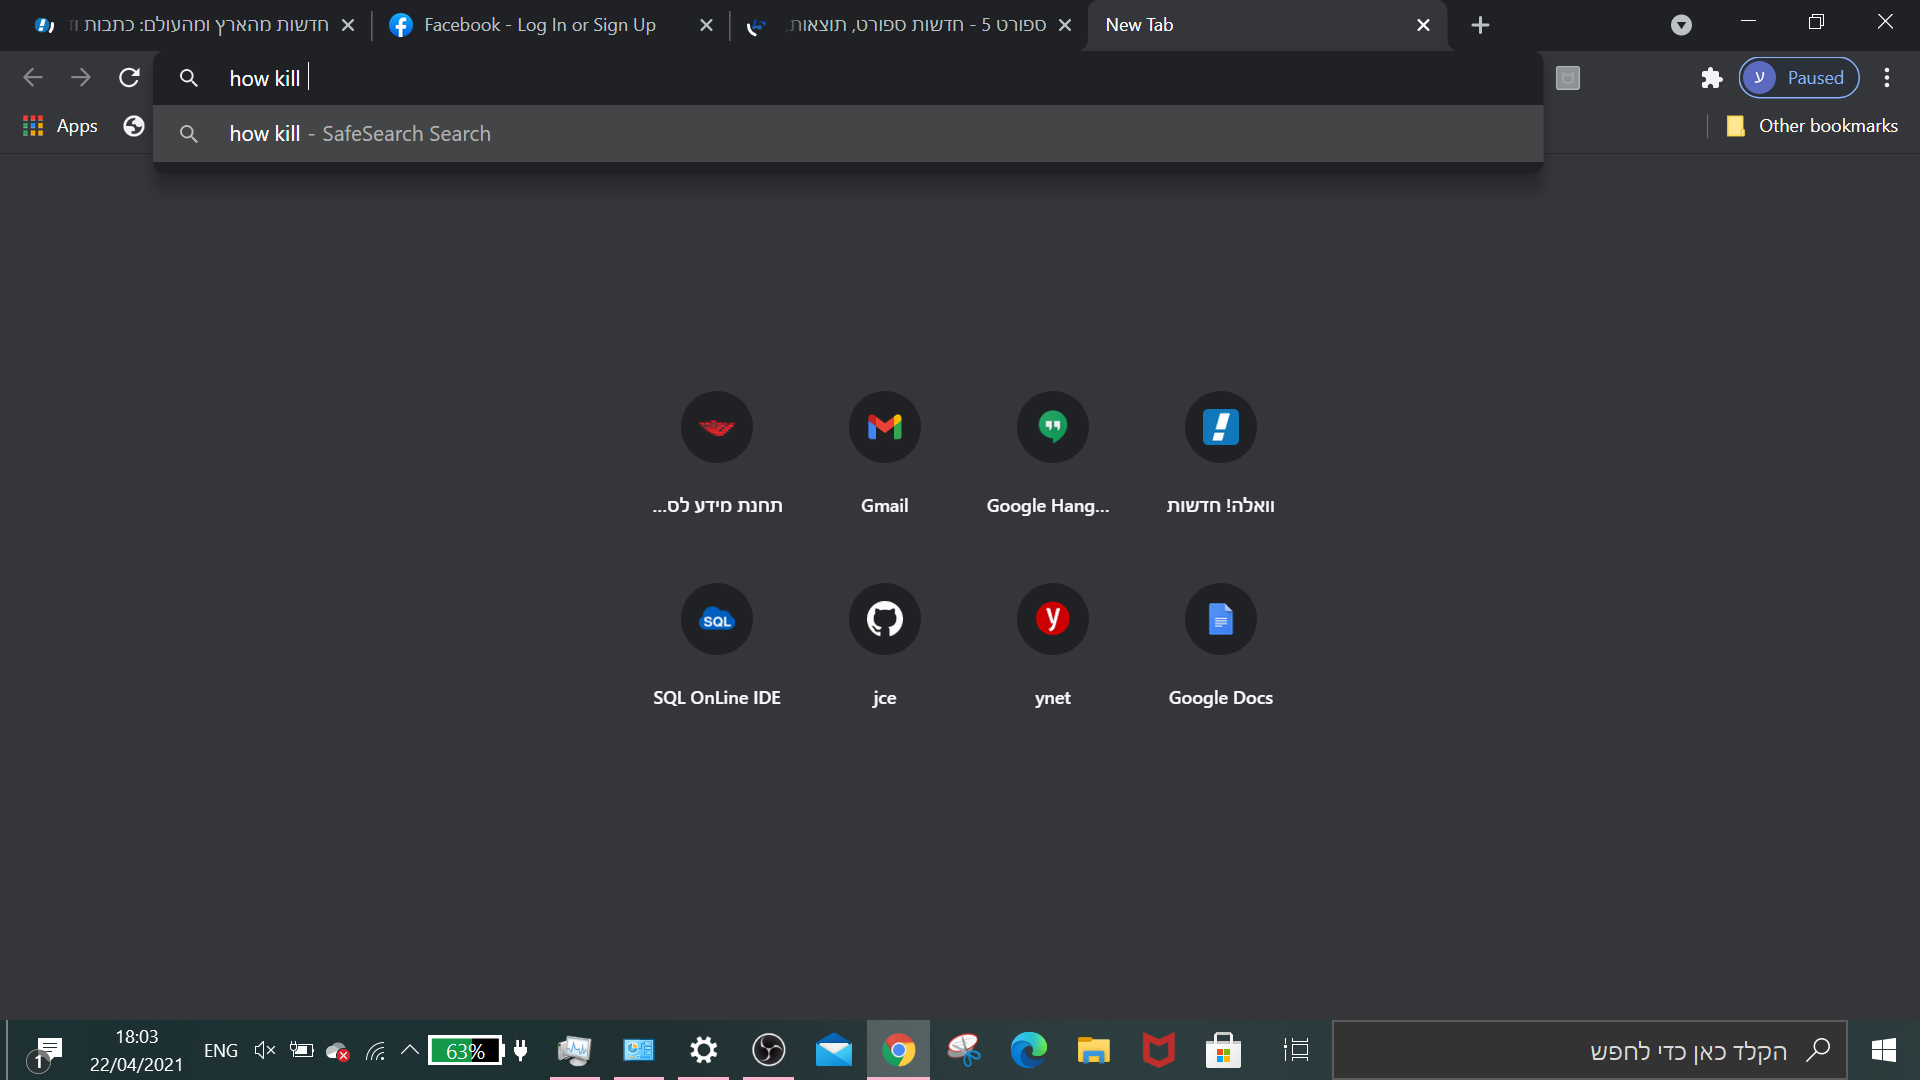 חדשות מהארץ ומהעולם: כתבות
Facebook - Log In or Sign Up
ספורט 5 - חדשות ספורט, תוצאות,
New Tab
how kill
ע
Paused
how kill - SafeSearch Search
Apps
Other bookmarks
תחנת מידע לס...
Gmail
Google Hang...
וואלה! חדשות
SQL
y
SQL OnLine IDE
jce
ynet
Google Docs
1
18:03
22/04/2021
ENG
63%
הקלד כאן כדי לחפש